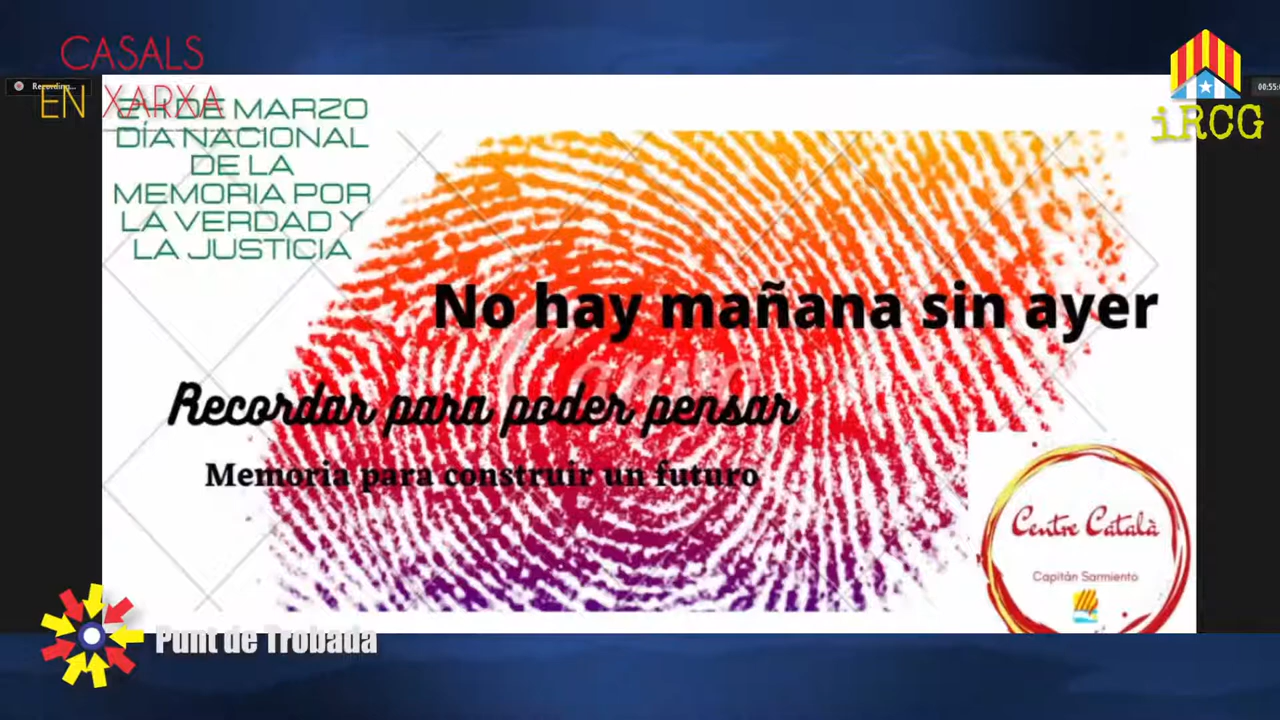 CASALS
EN XARXA
Recording...
iRCG
24 DE MARZO
DÍA NACIONAL
DE LA
MEMORIA POR
LA VERDAD Y
LA JUSTICIA
No hay mañana sin ayer
Canva
Recordar para poder pensar
Memoria para construir un futuro
Centre Català
Capitán Sarmiento
Punt de Trobada